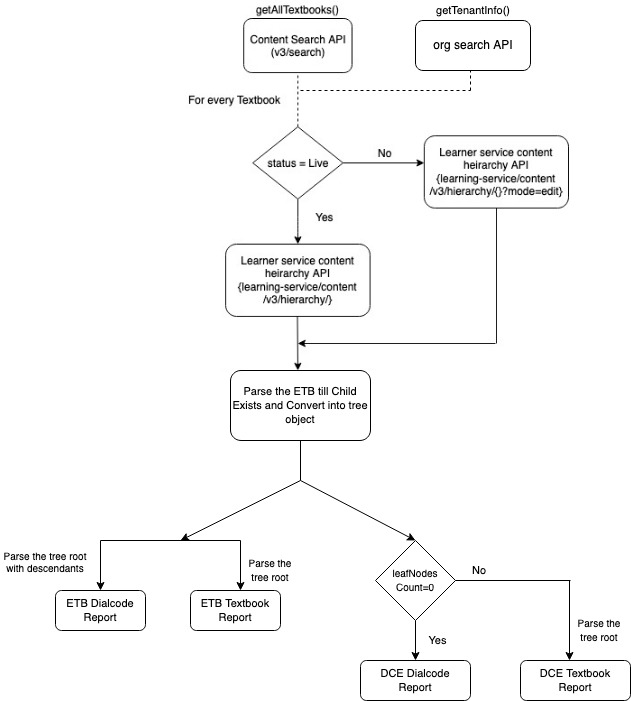 getAllTextbooks()
getTenantInfo()
Content Search API
(v3/search)
org search API
For every Textbook
status = Live
No
Learner service content
heirarchy API
{learning-service/content
/v3/hierarchy/{}?mode=edit}
Yes
Learner service content
heirarchy API
{learning-service/content
/v3/hierarchy/}
Parse the ETB till Child
Exists and Convert into tree
object
Parse the tree root
with descendants
Parse the
tree root
leafNodes
Count=0
No
ETB Dialcode
Report
ETB Textbook
Report
Parse the
tree root
Yes
DCE Dialcode
Report
DCE Textbook
Report